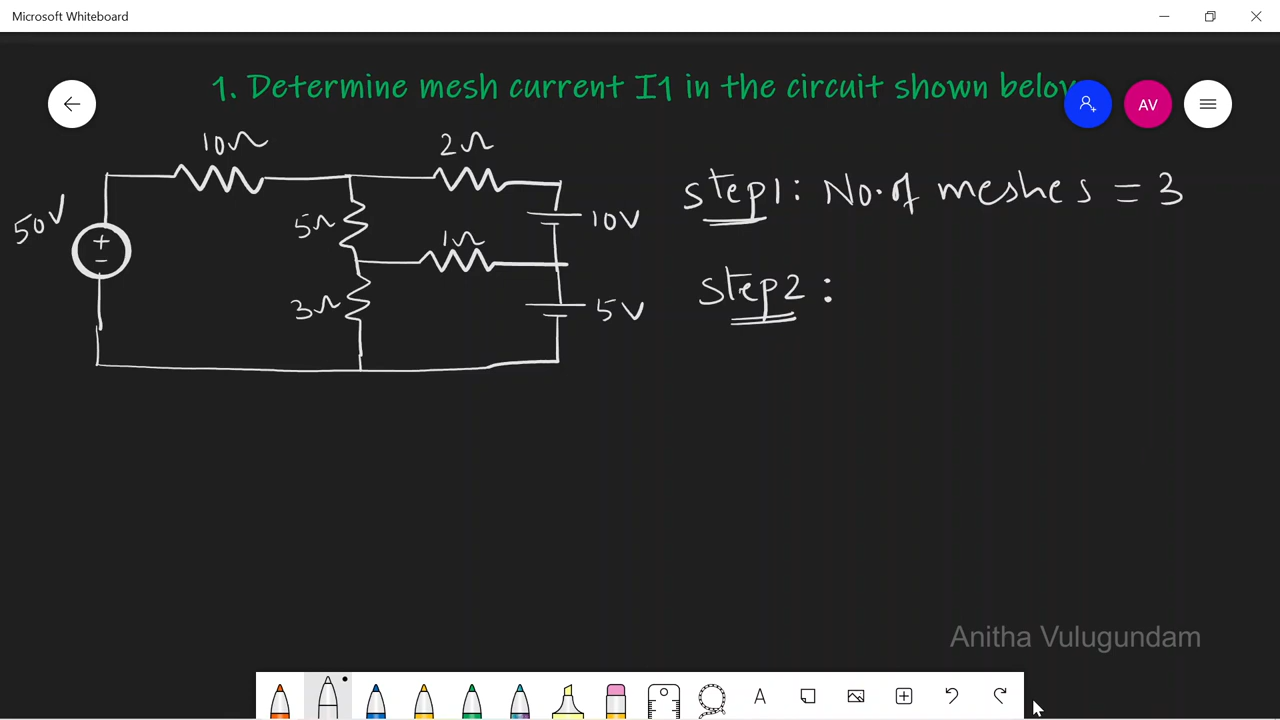 Microsoft Whiteboard
1. Determine mesh current I1 in the circuit shown below
AV
10Ω
2Ω
50V
+
-
5Ω
10V
1Ω
3Ω
5V
step1: No. of meshes = 3
step2:
Anitha Vulugundam
A